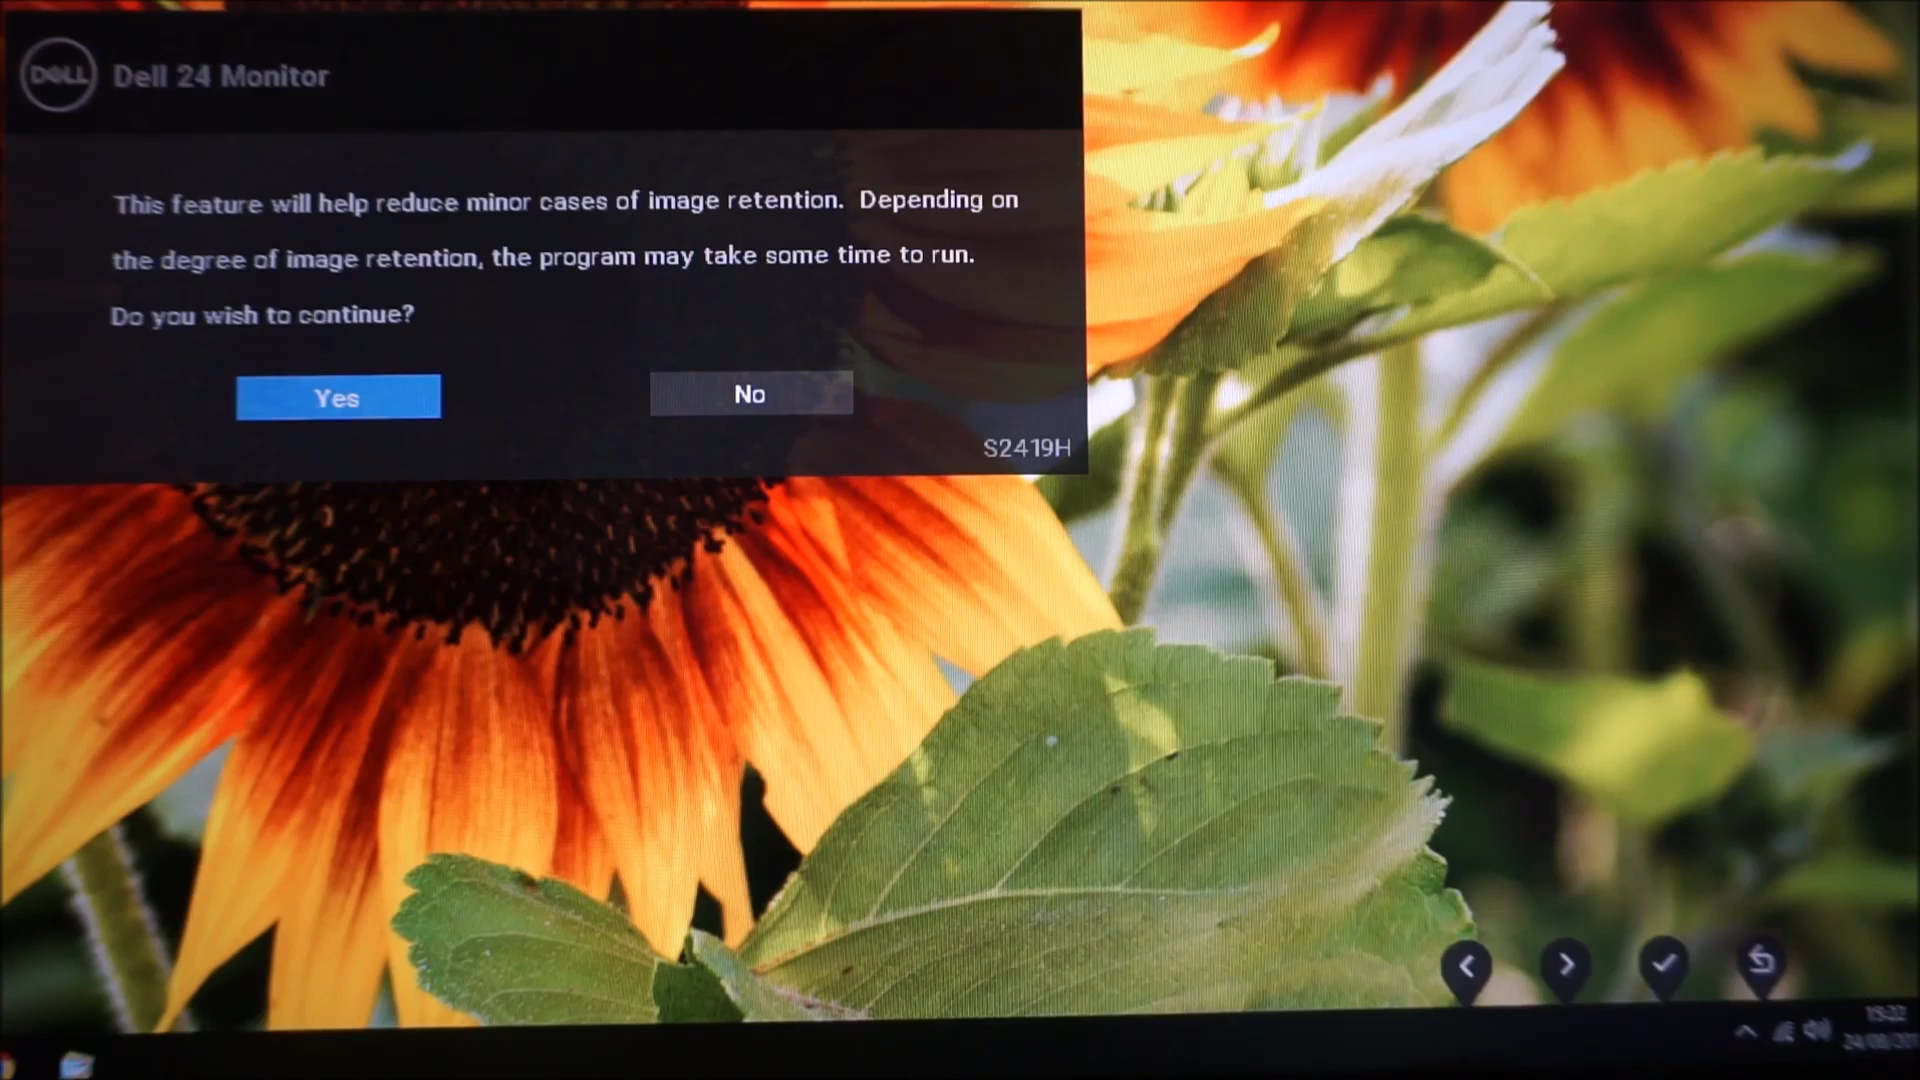 DELL Dell 24 Monitor
This feature will help reduce minor cases of image retention. Depending on
the degree of image retention, the program may take some time to run.
Do you wish to continue?
Yes No
S2419H